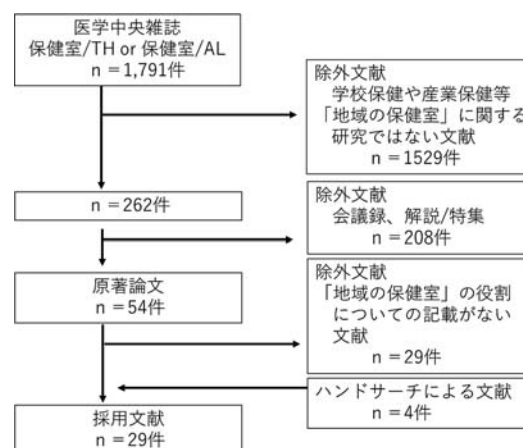 医学中央雑誌
保健室/TH or 保健室/AL
n＝1,791件
除外文献
学校保健や産業保健等
「地域の保健室」に関する
研究ではない文献
n＝1529件
n＝262件
除外文献
会議録、解説/特集
n＝208件
原著論文
n＝54件
除外文献
「地域の保健室」の役割
についての記載がない
文献
n＝29件
ハンドサーチによる文献
n＝4件
採用文献
n＝29件